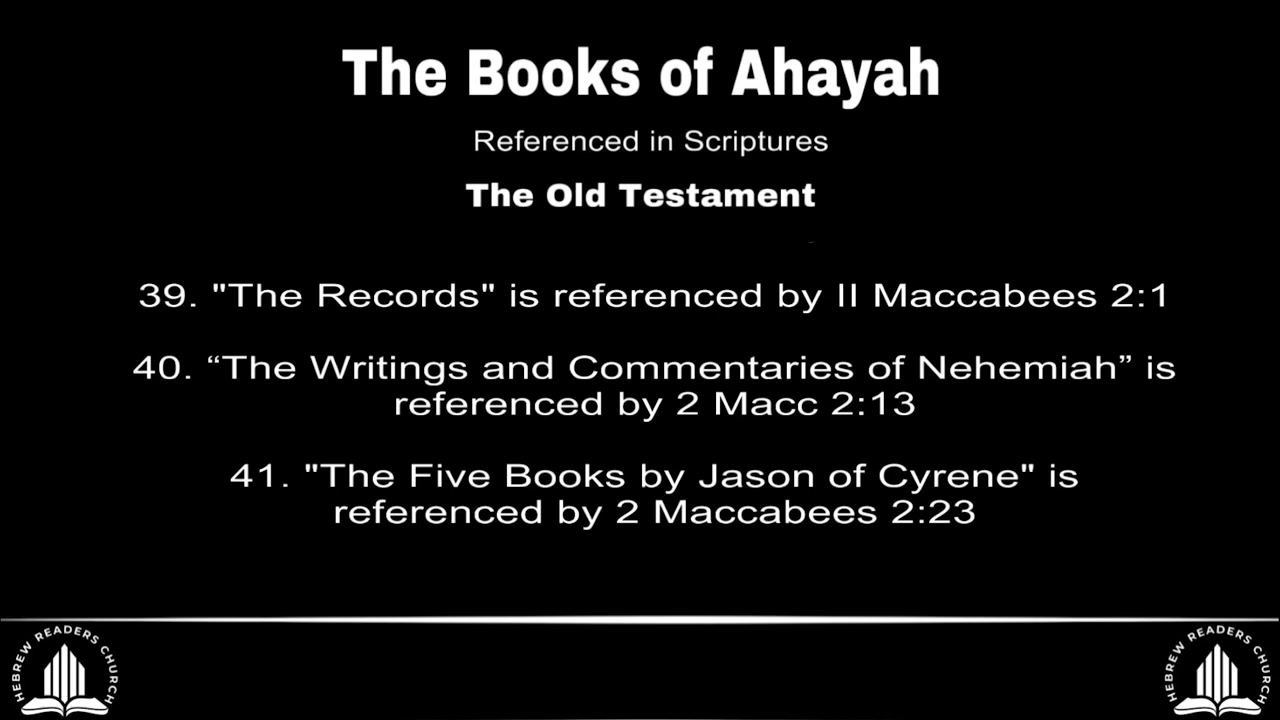 The Books of Ahayah
Referenced in Scriptures
The Old Testament
39. "The Records" is referenced by II Maccabees 2:1
40. “The Writings and Commentaries of Nehemiah” is
referenced by 2 Macc 2:13
41. "The Five Books by Jason of Cyrene" is
referenced by 2 Maccabees 2:23
HEBREW READERS CHURCH
HEBREW READERS CHURCH